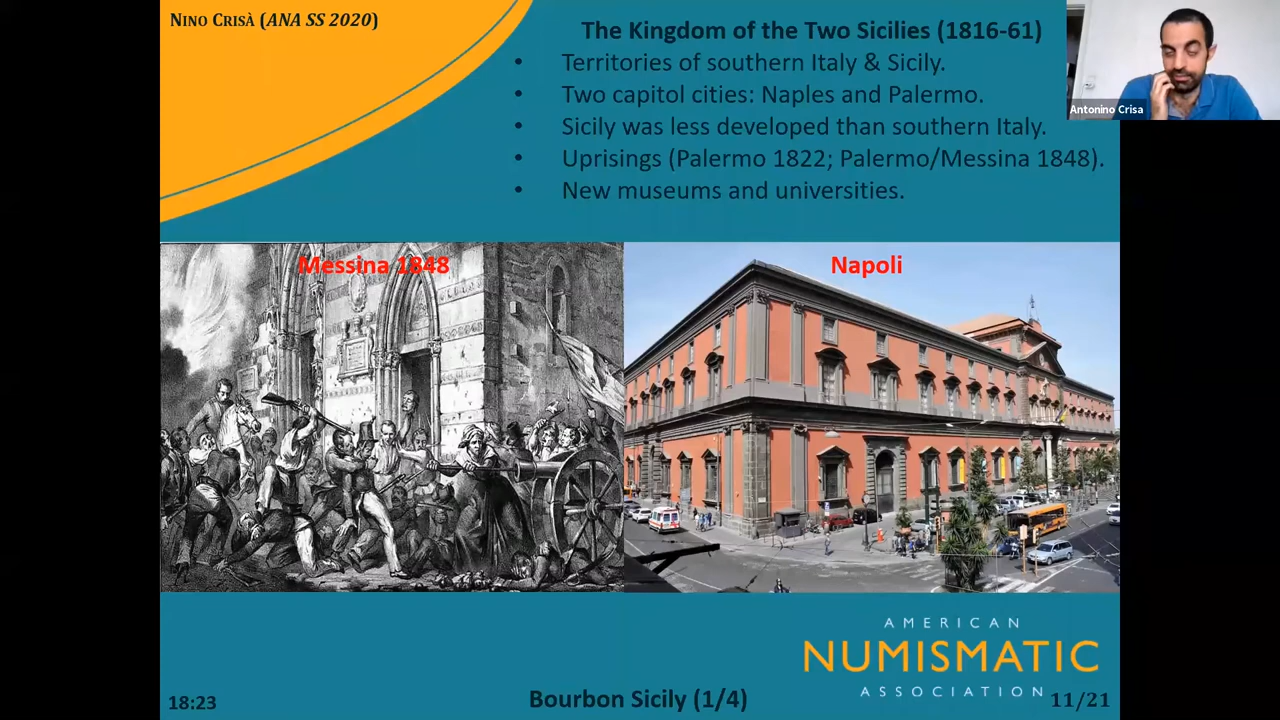 NINO CRISÀ (ANA SS 2020)
The Kingdom of the Two Sicilies (1816-61)
• Territories of southern Italy & Sicily.
• Two capitol cities: Naples and Palermo.
• Sicily was less developed than southern Italy.
• Uprisings (Palermo 1822; Palermo/Messina 1848).
• New museums and universities.
Antonino Crisa
Messina 1848
Napoli
AMERICAN
NUMISMATIC
ASSOCIATION
18:23
Bourbon Sicily (1/4)
11/21